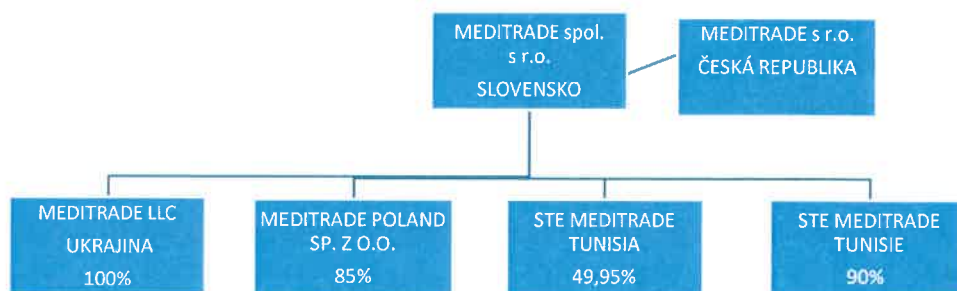 MEDITRADE spol.
s r.o.
SLOVENSKO
MEDITRADE s r.o.
ČESKÁ REPUBLIKA
MEDITRADE LLC
UKRAJINA
100%
MEDITRADE POLAND
SP. Z O.O.
85%
STE MEDITRADE
TUNISIA
49,95%
STE MEDITRADE
TUNISIE
90%